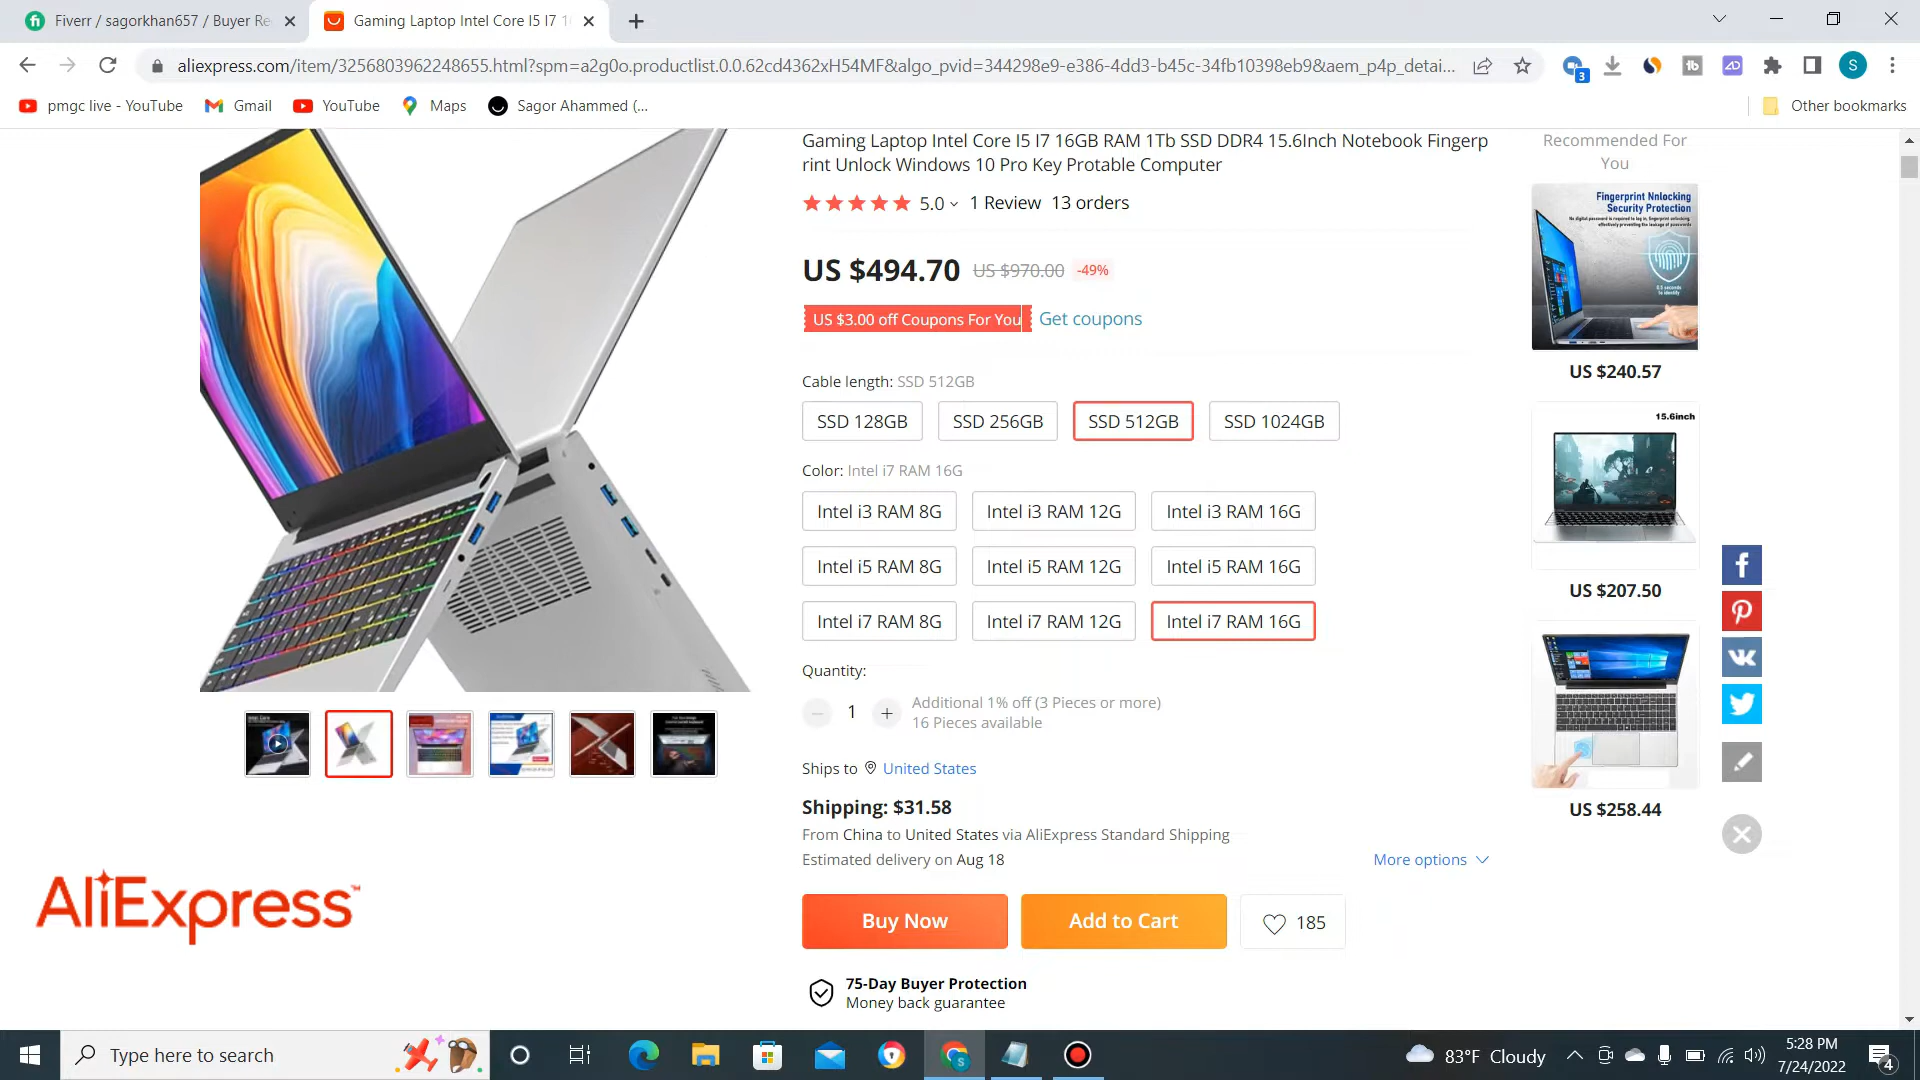 Fiverr / sagorkhan657 / Buyer Re
Gaming Laptop Intel Core I5 I7 1
aliexpress.com/item/3256803962248655.html?spm=a2g0o.productlist.0.0.62cd4362xH54MF&algo_pvid=344298e9-e386-4dd3-b45c-34fb10398eb9&aem_p4p_detai...
3
S
pmgc live - YouTube
Gmail
YouTube
Maps
Sagor Ahammed (...
Other bookmarks
Gaming Laptop Intel Core I5 I7 16GB RAM 1Tb SSD DDR4 15.6Inch Notebook Fingerp
rint Unlock Windows 10 Pro Key Protable Computer
5.0 1 Review 13 orders
US $494.70 US $970.00 -49%
US $3.00 off Coupons For You Get coupons
Cable length: SSD 512GB
SSD 128GB SSD 256GB SSD 512GB SSD 1024GB
Color: Intel i7 RAM 16G
Intel i3 RAM 8G Intel i3 RAM 12G Intel i3 RAM 16G
Intel i5 RAM 8G Intel i5 RAM 12G Intel i5 RAM 16G
Intel i7 RAM 8G Intel i7 RAM 12G Intel i7 RAM 16G
Quantity:
1
Additional 1% off (3 Pieces or more)
16 Pieces available
Ships to United States
Shipping: $31.58
From China to United States via AliExpress Standard Shipping
Estimated delivery on Aug 18
More options
Buy Now Add to Cart 185
75-Day Buyer Protection
Money back guarantee
Recommended For
You
Fingerprint Nnlocking
Security Protection
US $240.57
15.6inch
US $207.50
US $258.44
AliExpress
Type here to search
83°F Cloudy
5:28 PM
7/24/2022
4